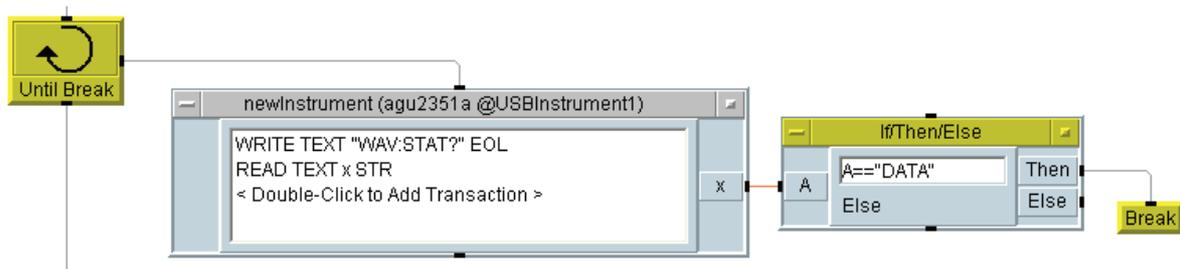 Until Break
newInstrument (agu2351a @USBInstrument1)
WRITE TEXT "WAV:STAT?" EOL
READ TEXT x STR
< Double-Click to Add Transaction >
x
If/Then/Else
A
A=="DATA"
Then
Else
Else
Break